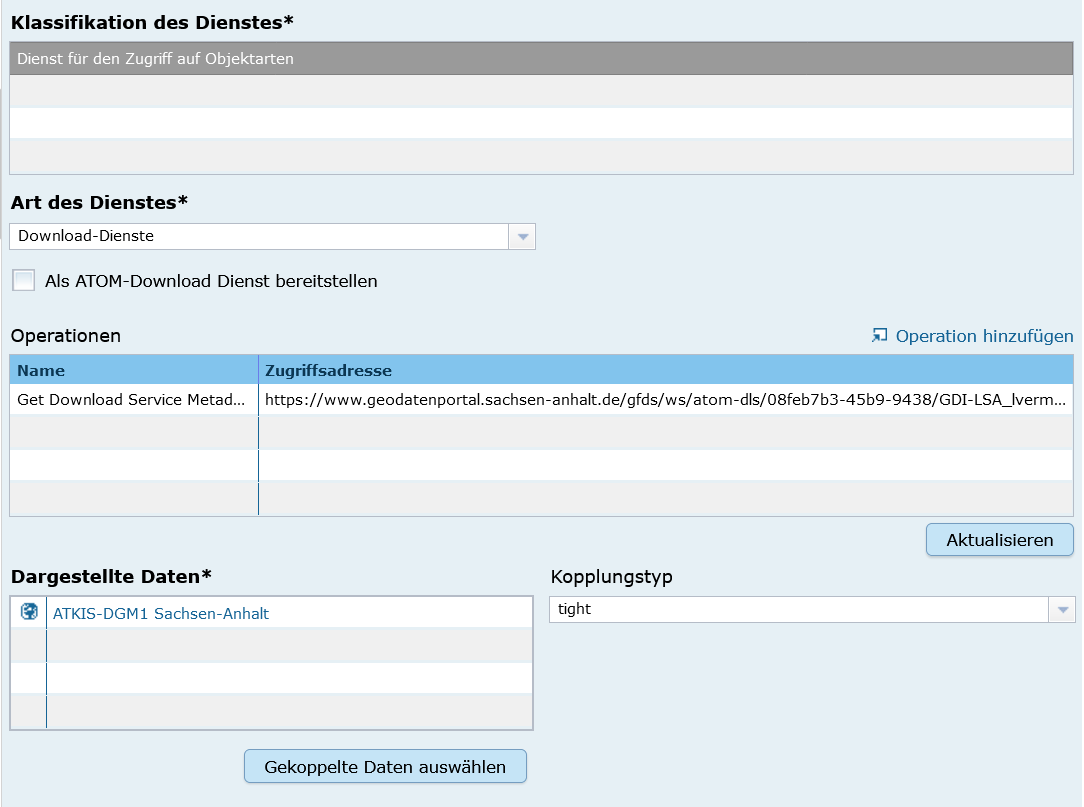 Klassifikation des Dienstes*
Dienst für den Zugriff auf Objektarten
Art des Dienstes*
Download-Dienste
Als ATOM-Download Dienst bereitstellen
Operationen
Operation hinzufügen
Name
Zugriffsadresse
Get Download Service Metad...
https://www.geodatenportal.sachsen-anhalt.de/gfds/ws/atom-dls/08feb7b3-45b9-9438/GDI-LSA_lverm...
Aktualisieren
Dargestellte Daten*
Kopplungstyp
ATKIS-DGM1 Sachsen-Anhalt
tight
Gekoppelte Daten auswählen